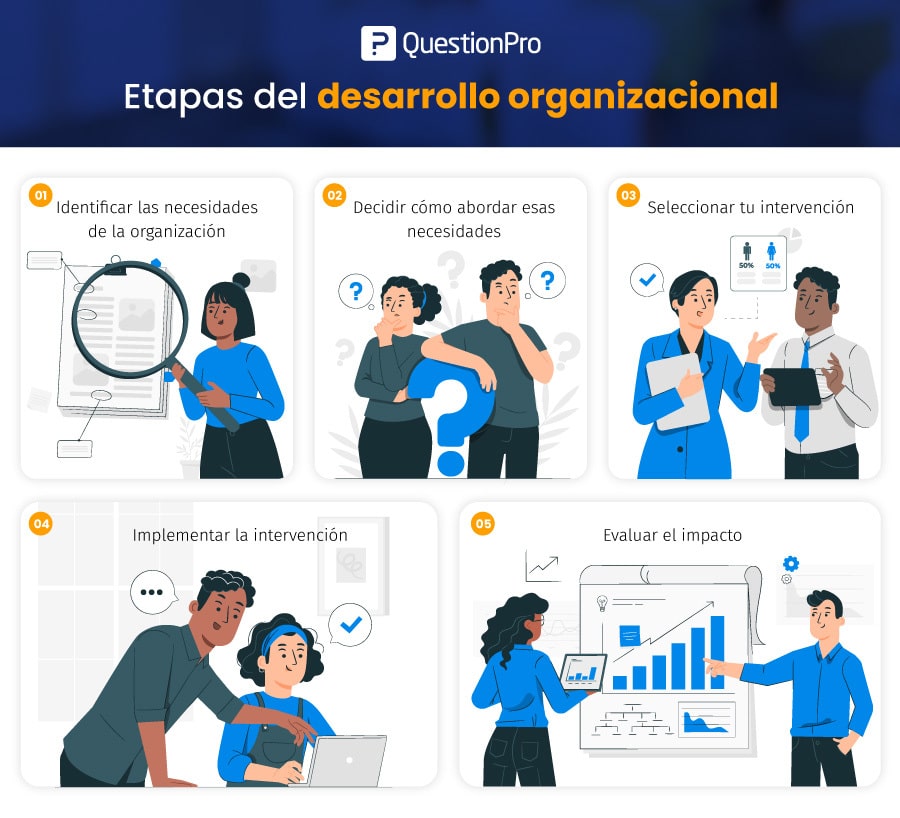 QuestionPro
Etapas del desarrollo organizacional
01
Identificar las necesidades
de la organización
02
Decidir cómo abordar esas
necesidades
? ?
03
Seleccionar tu intervención
50% 50%
04
Implementar la intervención
05
Evaluar el impacto